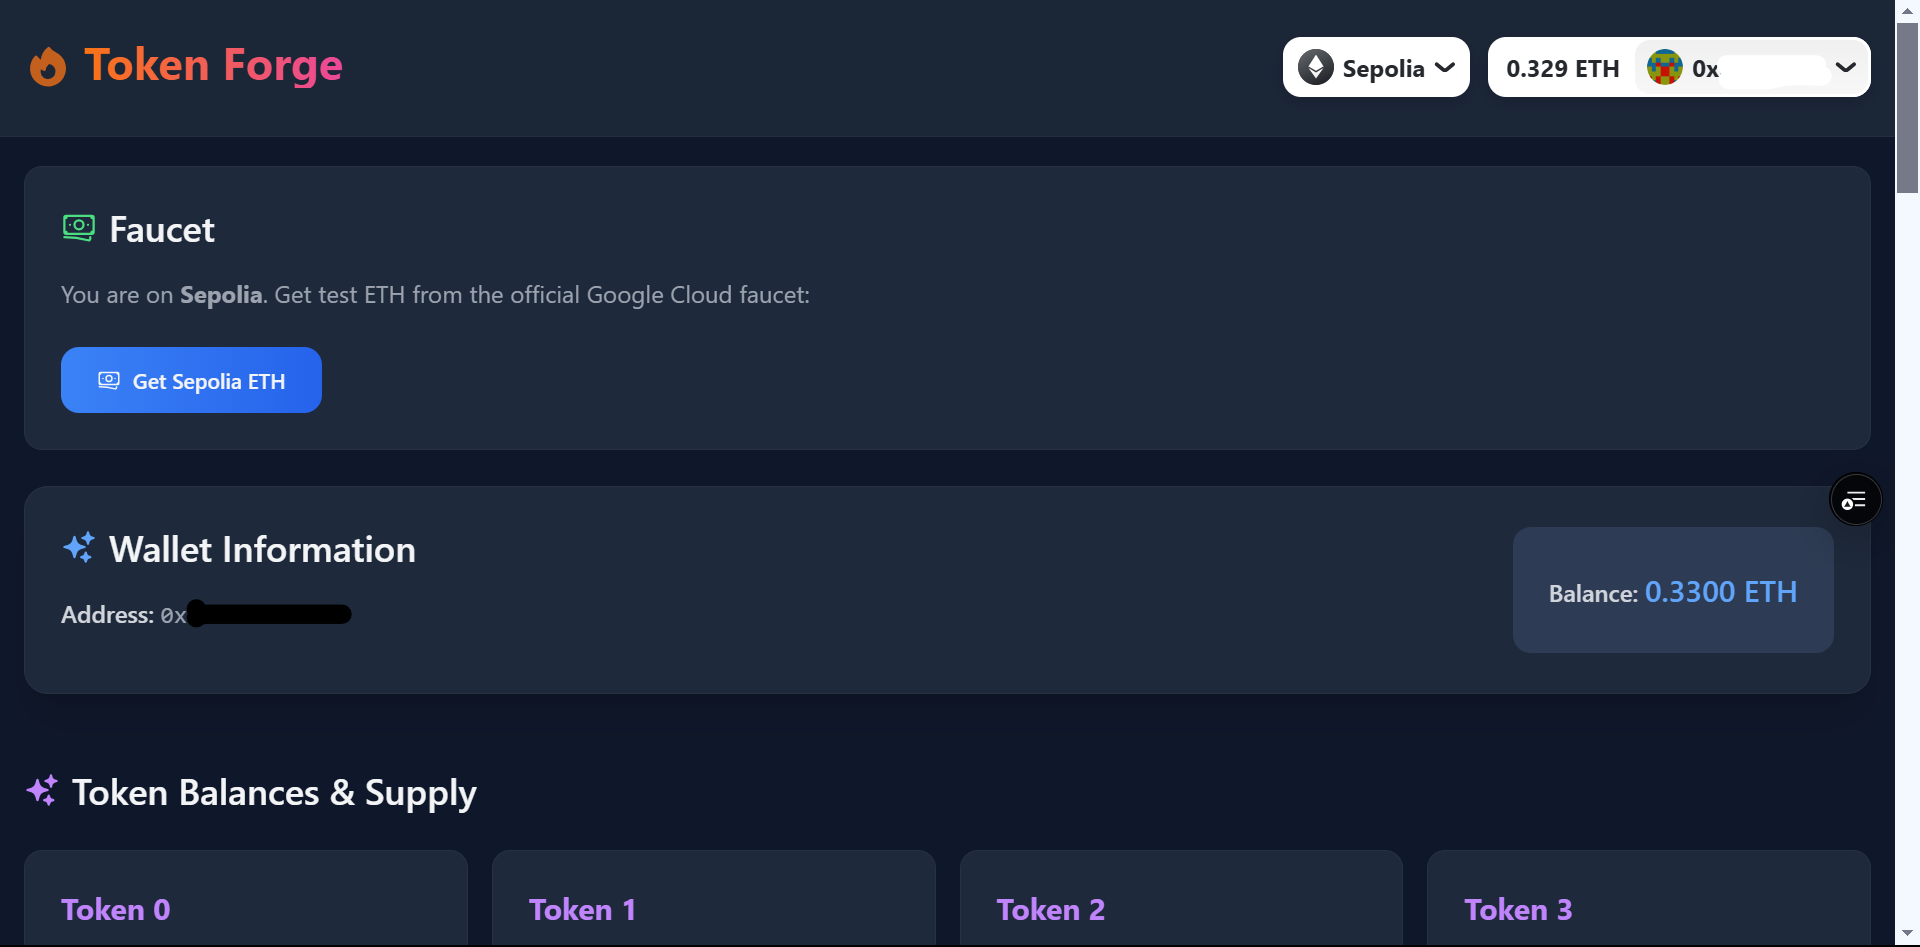 Token Forge
Sepolia
0.329 ETH
0x
Faucet
You are on Sepolia. Get test ETH from the official Google Cloud faucet:
Get Sepolia ETH
Wallet Information
Address: 0x
Balance: 0.3300 ETH
Token Balances & Supply
Token 0
Token 1
Token 2
Token 3